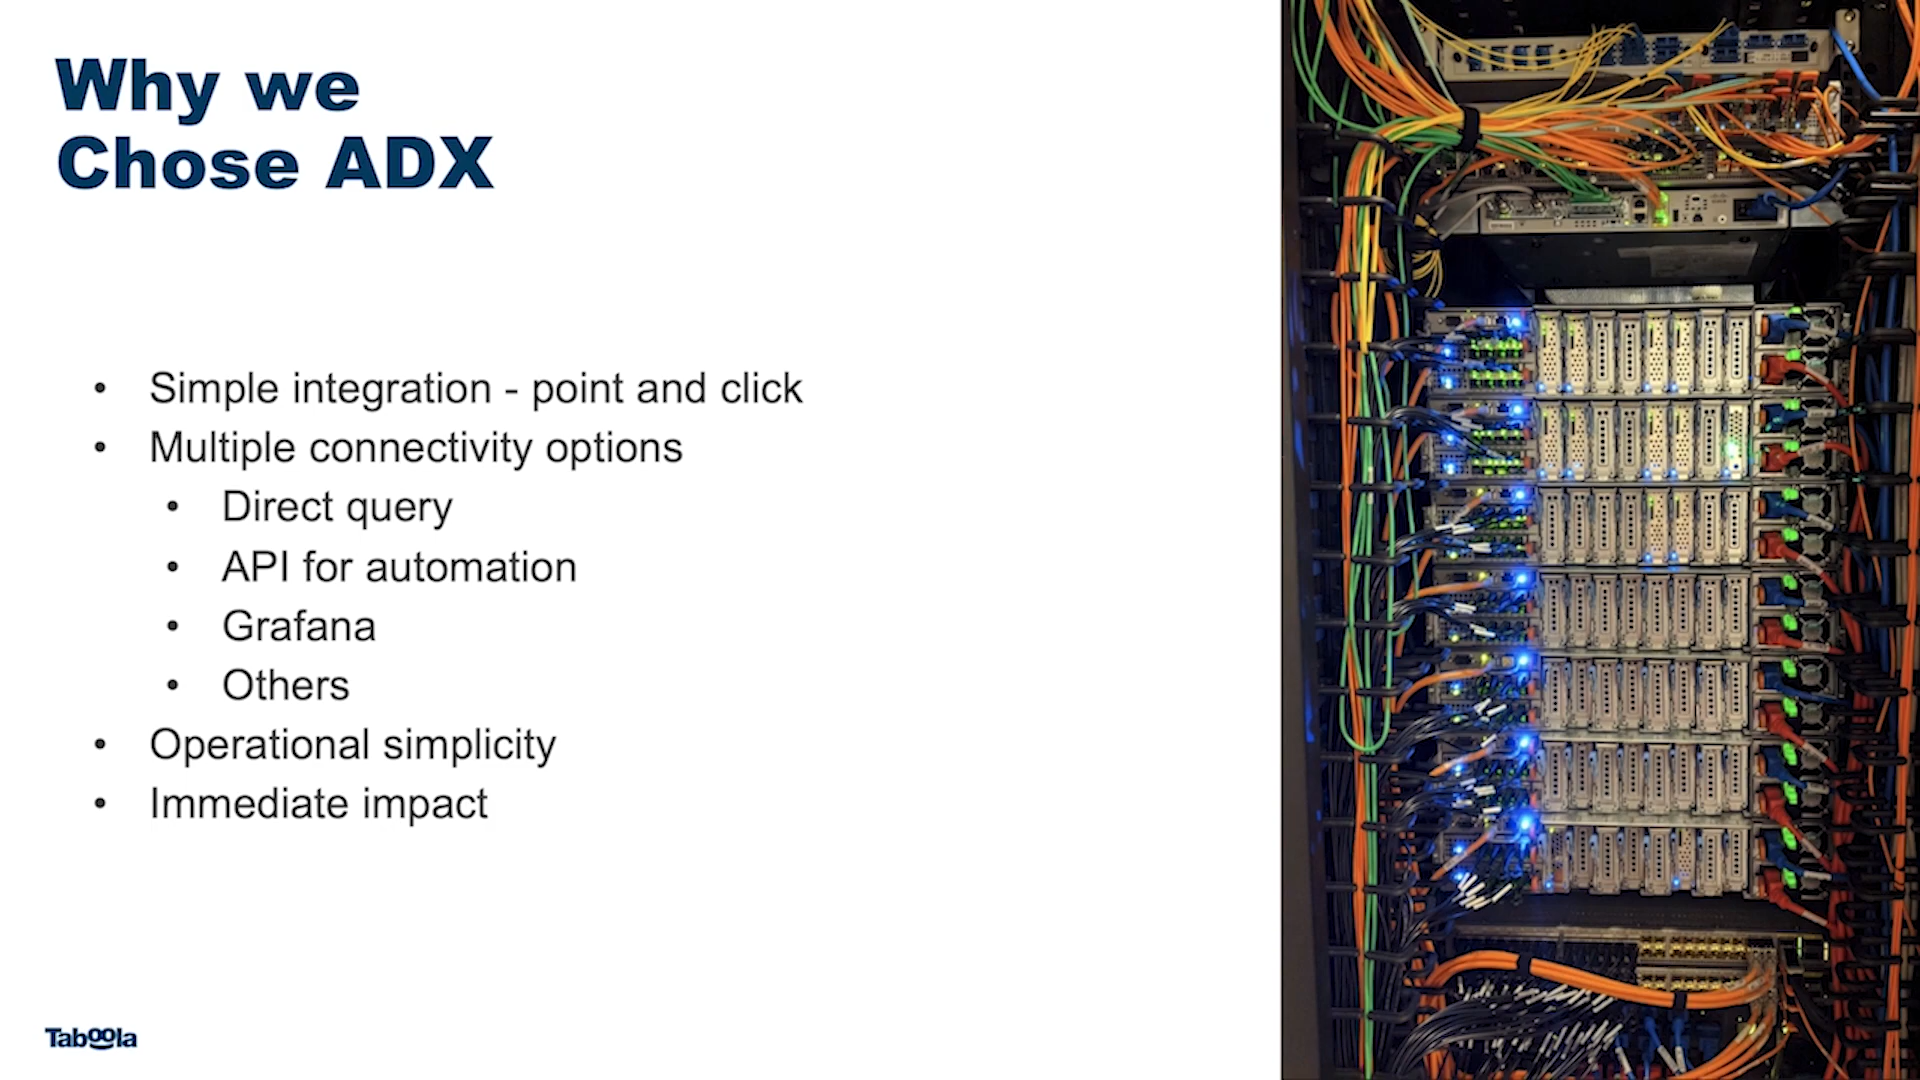 Why we
Chose ADX
• Simple integration - point and click
• Multiple connectivity options
• Direct query
• API for automation
• Grafana
• Others
• Operational simplicity
• Immediate impact
Taboola